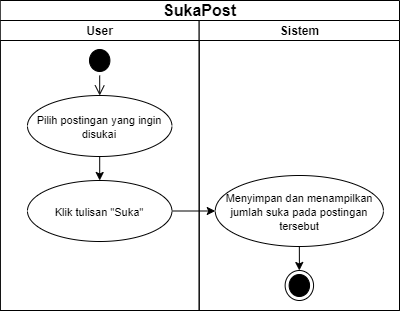 SukaPost
User
Sistem
Pilih postingan yang ingin
disukai
Klik tulisan "Suka"
Menyimpan dan menampilkan
jumlah suka pada postingan
tersebut